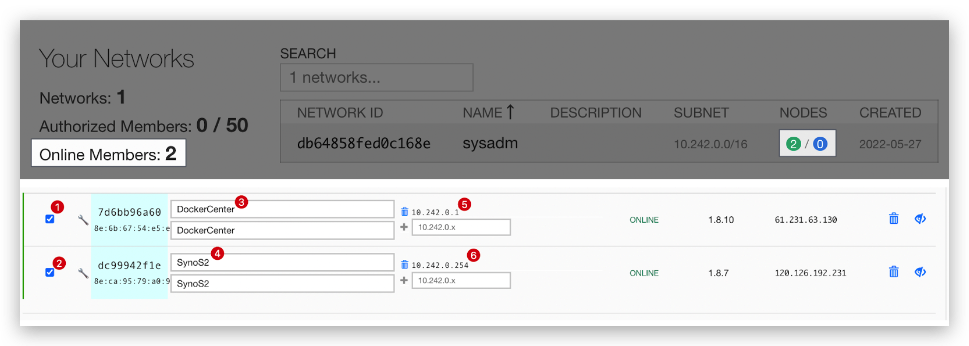 Your Networks
Networks: 1
Authorized Members: 0 / 50
Online Members: 2
SEARCH
1 networks...
NETWORK ID NAME ↑ DESCRIPTION SUBNET NODES CREATED
db64858fed0c168e sysadm 10.242.0.0/16 2 / 0 2022-05-27
1 3 5
7d6bb96a60 DockerCenter 10.242.0.1 ONLINE 1.8.10 61.231.63.130
8e:6b:67:54:e5:e DockerCenter + 10.242.0.x
2 4 6
dc99942f1e SynoS2 10.242.0.254 ONLINE 1.8.7 120.126.192.231
8e:ca:95:79:a0:9 SynoS2 + 10.242.0.x